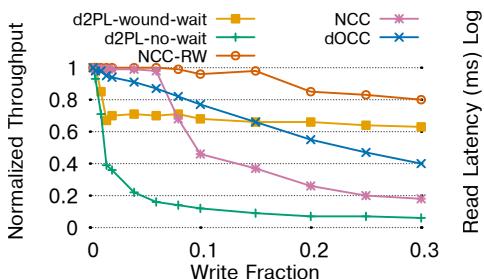 d2PL-wound-wait
d2PL-no-wait
NCC-RW
NCC
dOCC
Normalized Throughput
1
0.8
0.6
0.4
0.2
0
0 0.1 0.2 0.3
Write Fraction
Read Latency (ms) Log